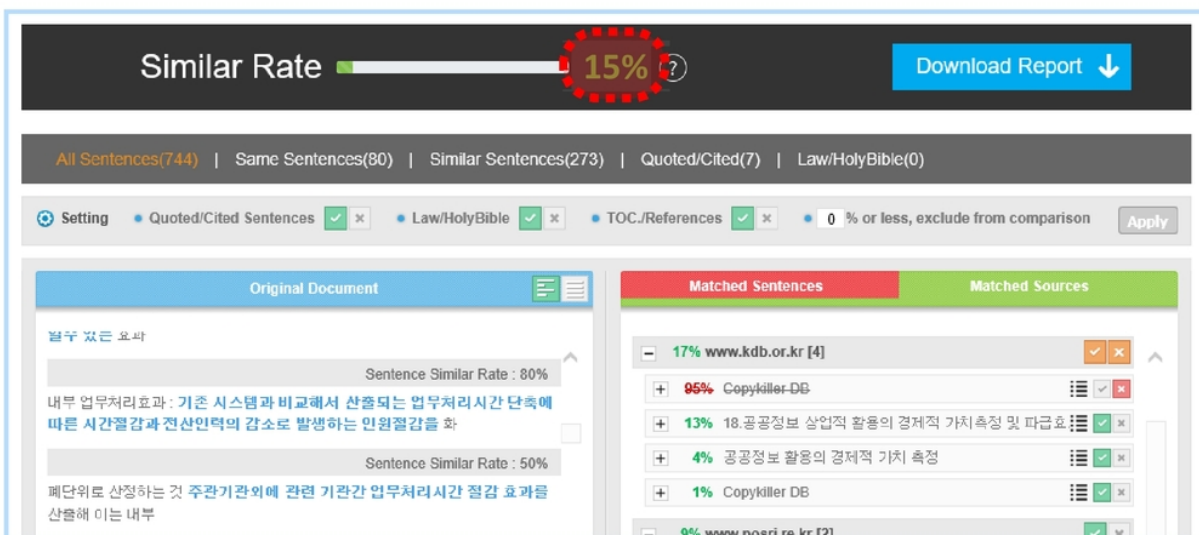 Similar Rate 15% ?
Download Report
All Sentences(744) | Same Sentences(80) | Similar Sentences(273) | Quoted/Cited(7) | Law/HolyBible(0)
Setting Quoted/Cited Sentences Law/HolyBible TOC./References 0 % or less, exclude from comparison Apply
Original Document
효과
Sentence Similar Rate : 80%
내부 업무처리효과 : 기존 시스템과 비교해서 산출되는 업무처리시간 단축에
따른 시간절감과 전산인력의 감소로 발생하는 인원절감을 화
Sentence Similar Rate : 50%
폐단위로 산정하는 것 주관기관외에 관련 기관간 업무처리시간 절감 효과를
산출해 이는 내부
Matched Sentences
Matched Sources
17% www.kdb.or.kr [4]
95% Copykiller DB
13% 18.공공정보 상업적 활용의 경제적 가치측정 및 파급효
4% 공공정보 활용의 경제적 가치 측정
1% Copykiller DB
9% www.posri.re.kr [2]